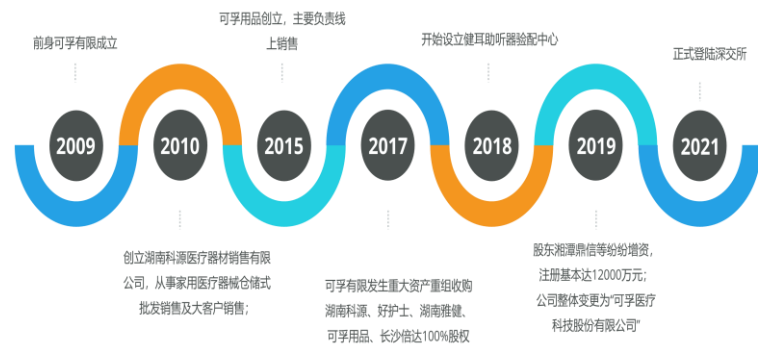 可孚用品创立，主要负责线
上销售
前身可孚有限成立
开始设立健耳助听器验配中心
正式登陆深交所
2009
2010
2015
2017
2018
2019
2021
创立湖南科源医疗器材销售有限
公司，从事家用医疗器械仓储式
批发销售及大客户销售；
可孚有限发生重大资产重组收购
湖南科源、好护士、湖南雅健、
可孚用品、长沙倍达100%股权
股东湘潭鼎信等纷纷增资，
注册基本达12000万元；
公司整体变更为“可孚医疗
科技股份有限公司”